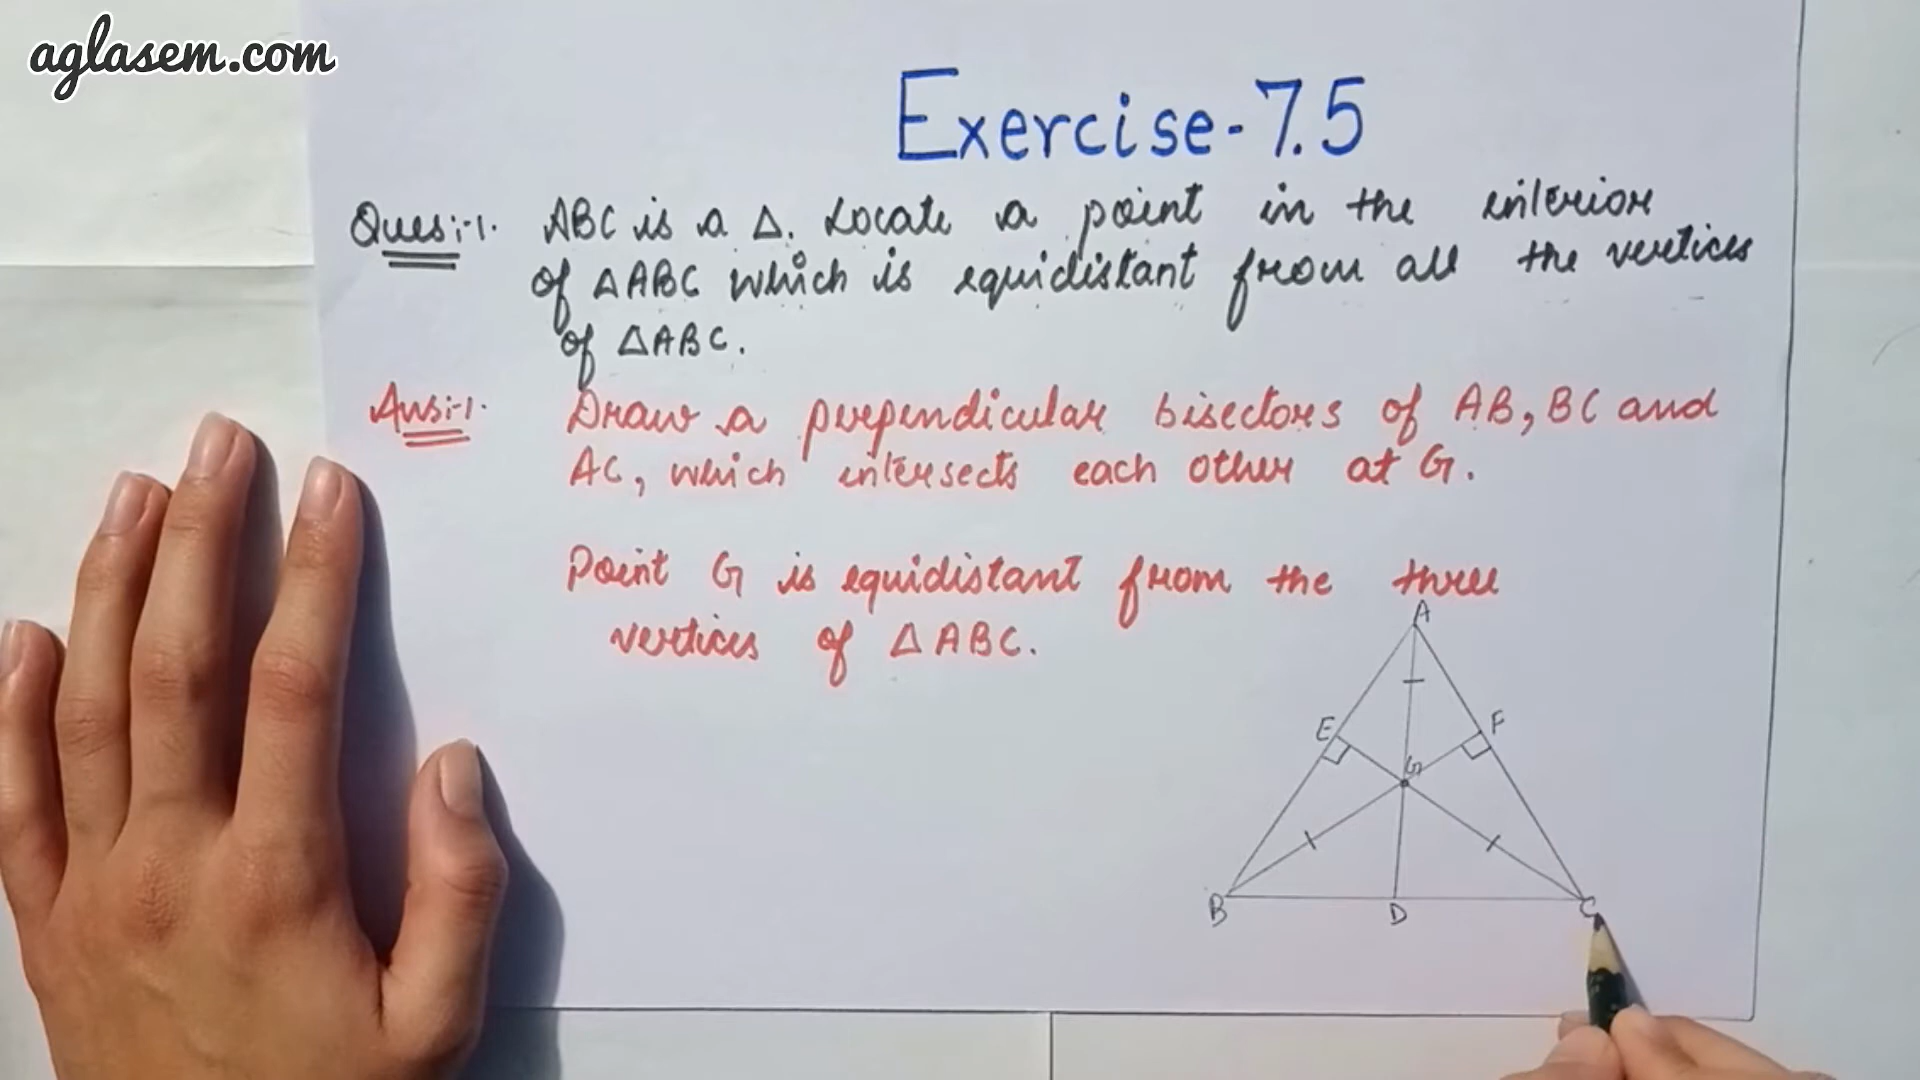 aglasem.com
Exercise-7.5
Ques:-1. ABC is a Δ. Locate a point in the interior
of ΔABC which is equidistant from all the vertices
of ΔABC.
Ans:-1. Draw a perpendicular bisectors of AB, BC and
AC, which intersects each other at G.
Point G is equidistant from the three
vertices of ΔABC.
A
E F
G
B D C